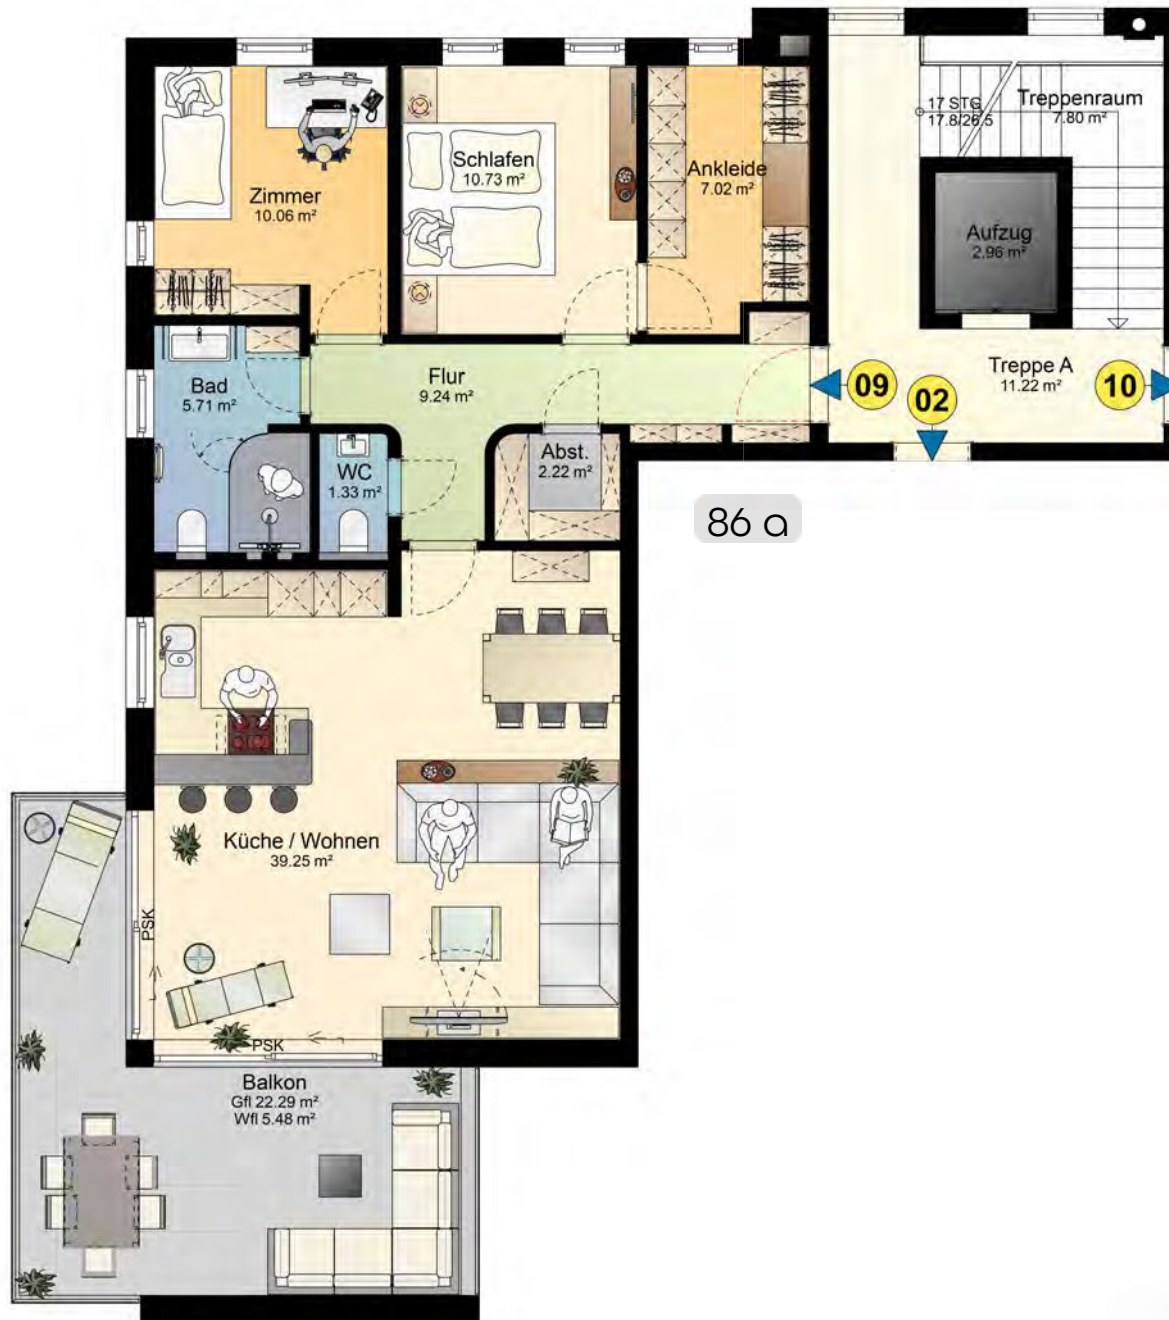 17 STG
17.8/26.5
Treppenraum
7.80 m²
Schlafen
10.73 m²
Ankleide
7.02 m²
Zimmer
10.06 m²
Aufzug
2.96 m²
Flur
9.24 m²
Treppe A
11.22 m²
Bad
5.71 m²
09
02
10
Abst.
2.22 m²
WC
1.33 m²
86 a
Küche / Wohnen
39.25 m²
PSK
PSK
Balkon
Gfl 22.29 m²
Wfl 5.48 m²